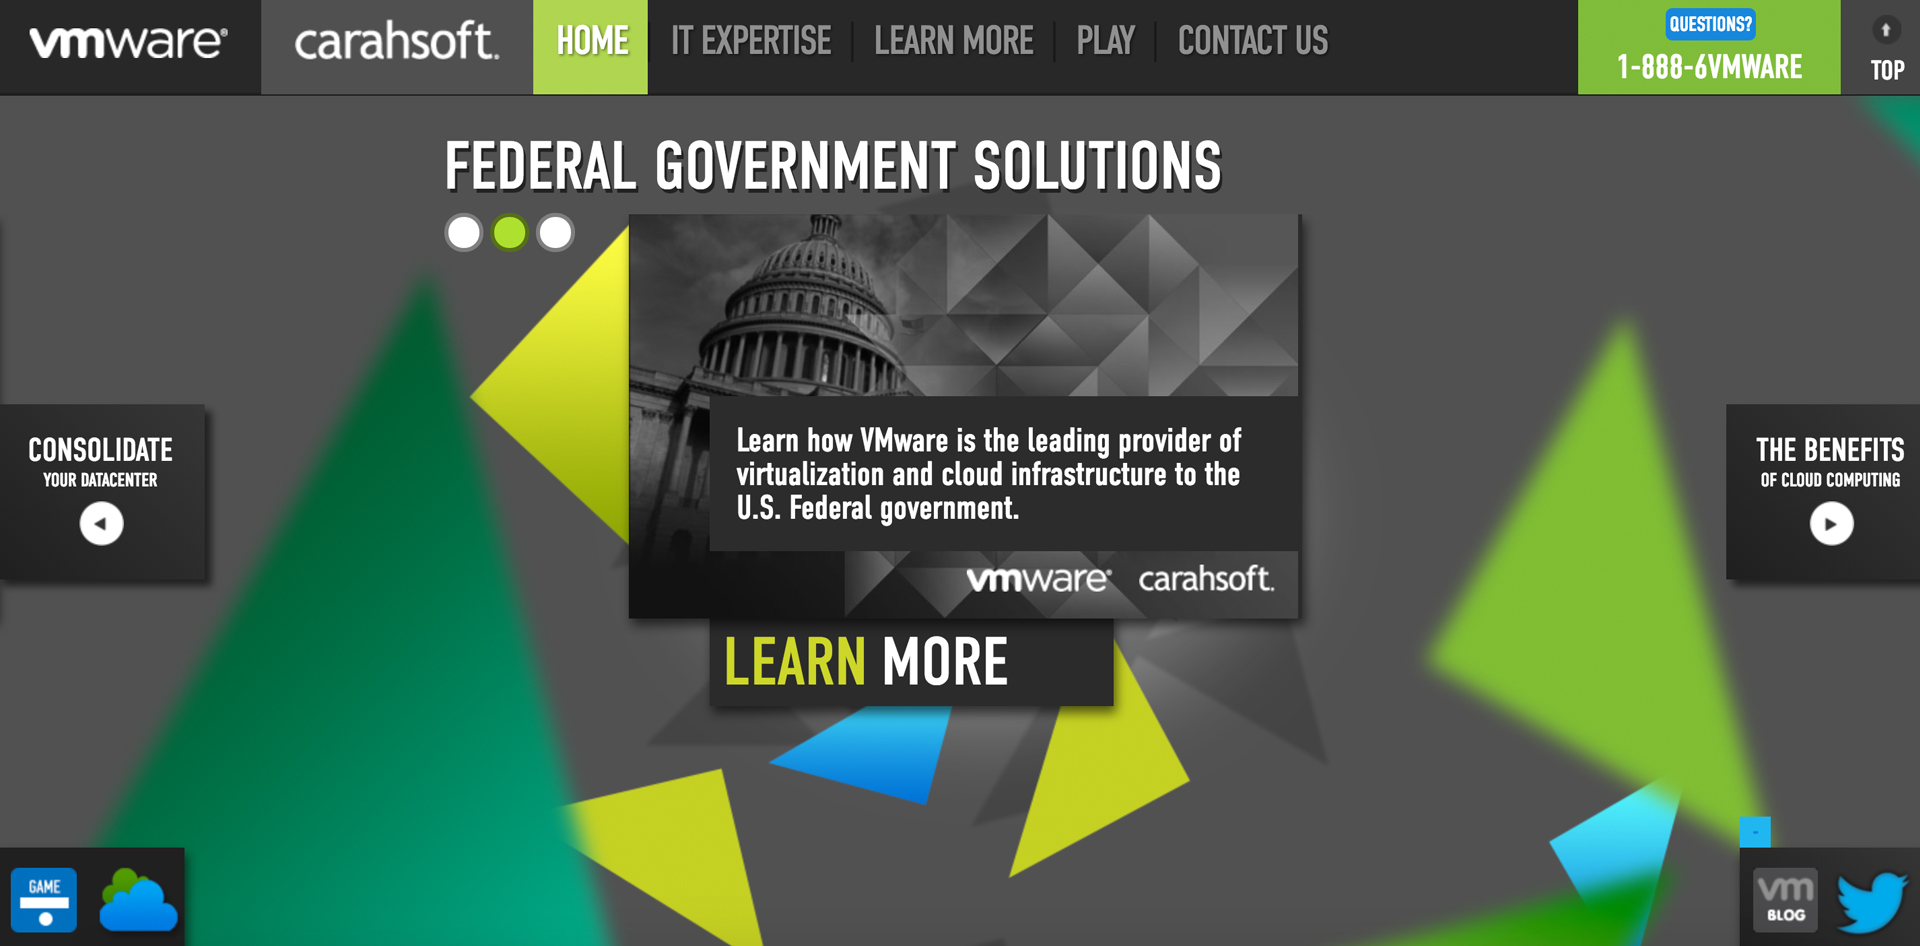 vmware®
carahsoft.
HOME
IT EXPERTISE
LEARN MORE
PLAY
CONTACT US
QUESTIONS?
1-888-6VMWARE
TOP
FEDERAL GOVERNMENT SOLUTIONS
CONSOLIDATE
YOUR DATACENTER
Learn how VMware is the leading provider of
virtualization and cloud infrastructure to the
U.S. Federal government.
vmware®
carahsoft.
LEARN MORE
THE BENEFITS
OF CLOUD COMPUTING
GAME
-
vm
BLOG